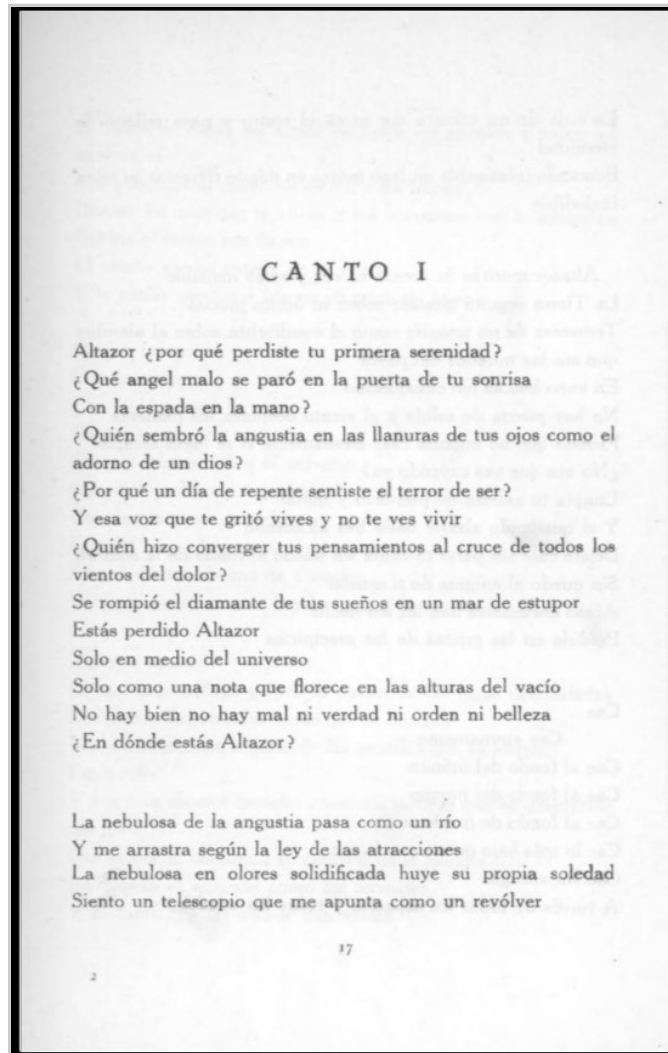 CANTO I
Altazor ¿por qué perdiste tu primera serenidad?
¿Qué angel malo se paró en la puerta de tu sonrisa
Con la espada en la mano?
¿Quién sembró la angustia en las llanuras de tus ojos como el
adorno de un dios?
¿Por qué un día de repente sentiste el terror de ser?
Y esa voz que te gritó vives y no te ves vivir
¿Quién hizo converger tus pensamientos al cruce de todos los
vientos del dolor?
Se rompió el diamante de tus sueños en un mar de estupor
Estás perdido Altazor
Solo en medio del universo
Solo como una nota que florece en las alturas del vacío
No hay bien no hay mal ni verdad ni orden ni belleza
¿En dónde estás Altazor?
La nebulosa de la angustia pasa como un río
Y me arrastra según la ley de las atracciones
La nebulosa en olores solidificada huye su propia soledad
Siento un telescopio que me apunta como un revólver
17
2